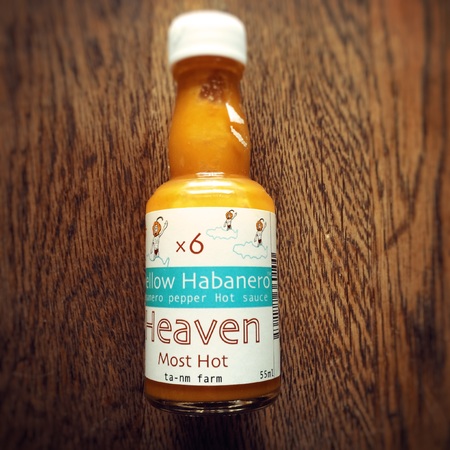 ×6
ellow Habanero
anero pepper Hot sauce
Heaven
Most Hot
ta-nm farm
55ml